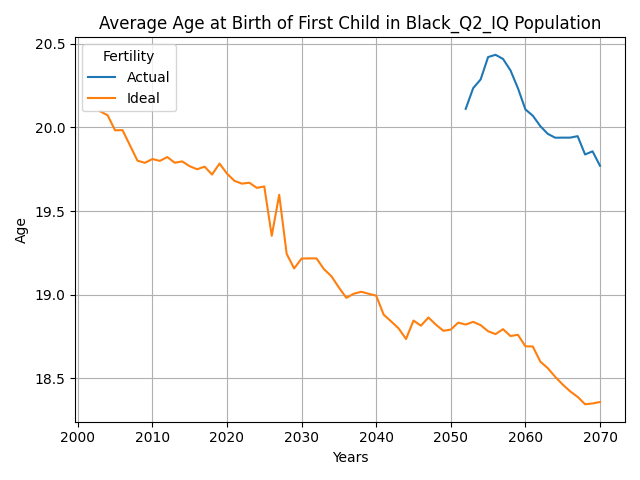 Average Age at Birth of First Child in Black_Q2_IQ Population
Fertility
Actual
Ideal
20.5
20.0
19.5
19.0
18.5
Age
2000 2010 2020 2030 2040 2050 2060 2070
Years